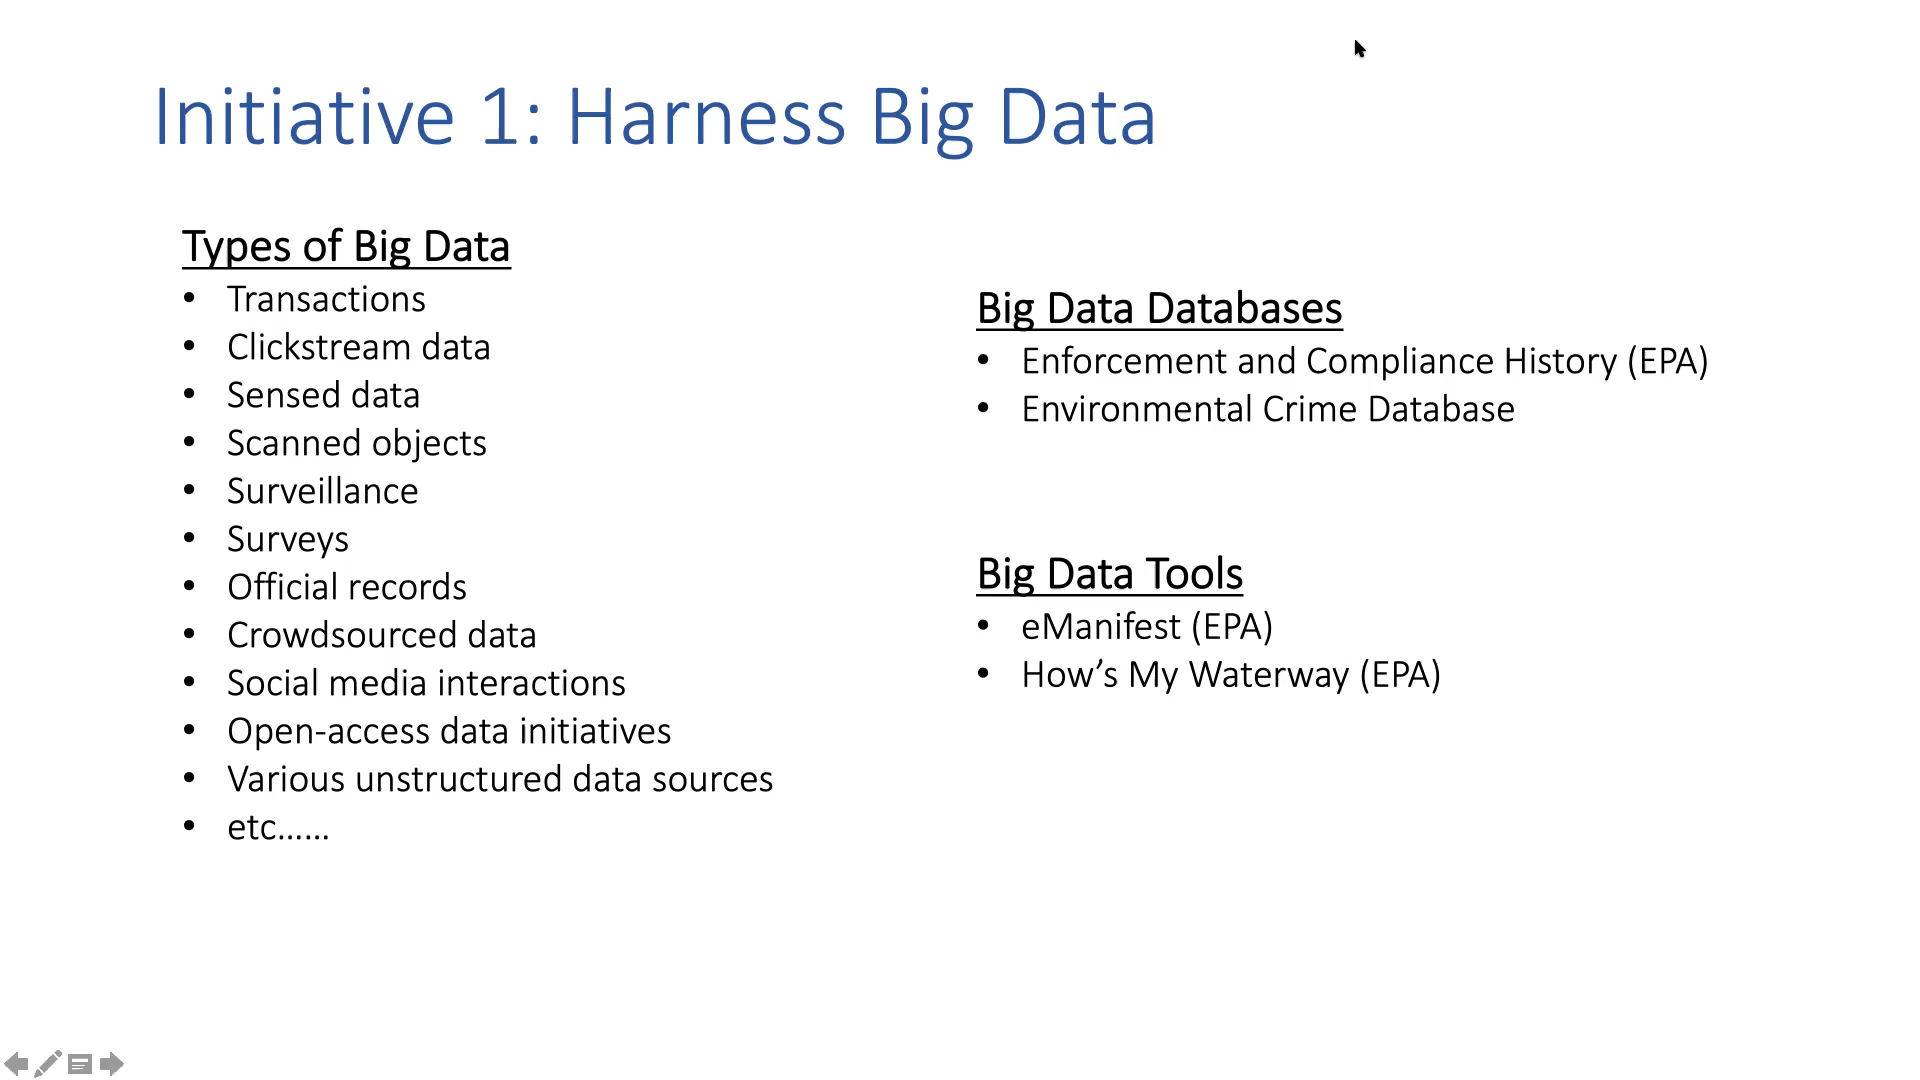 Initiative 1: Harness Big Data
Types of Big Data
• Transactions
• Clickstream data
• Sensed data
• Scanned objects
• Surveillance
• Surveys
• Official records
• Crowdsourced data
• Social media interactions
• Open-access data initiatives
• Various unstructured data sources
• etc......
Big Data Databases
• Enforcement and Compliance History (EPA)
• Environmental Crime Database
Big Data Tools
• eManifest (EPA)
• How’s My Waterway (EPA)